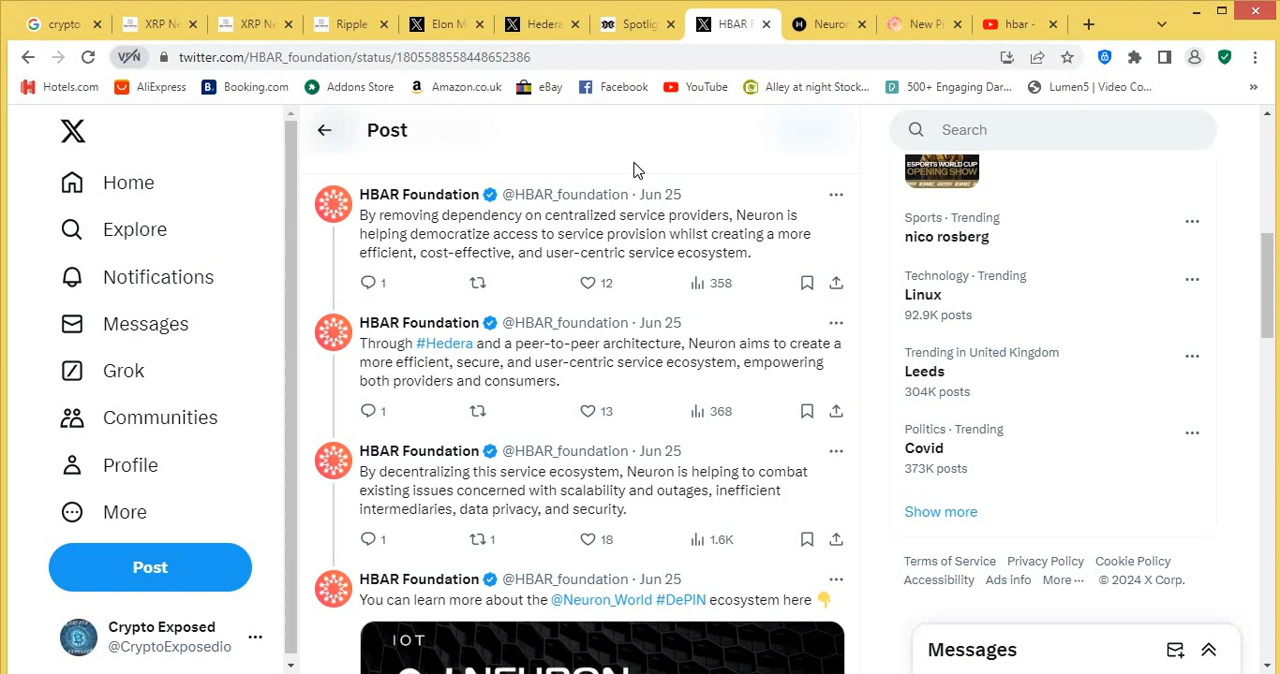 crypto
XRP Ne
XRP Ne
Ripple
Elon M
Hedera
Spotlig
HBAR F
Neuron
New Pi
hbar -
VPN
twitter.com/HBAR_foundation/status/1805588558448652386
Hotels.com
AliExpress
Booking.com
Addons Store
Amazon.co.uk
eBay
Facebook
YouTube
Alley at night Stock...
500+ Engaging Dar...
Lumen5 | Video Co...
Home
Explore
Notifications
Messages
Grok
Communities
Profile
More
Post
Crypto Exposed
@CryptoExposedio
Post
HBAR Foundation @HBAR_foundation · Jun 25
By removing dependency on centralized service providers, Neuron is
helping democratize access to service provision whilst creating a more
efficient, cost-effective, and user-centric service ecosystem.
1 12 358
HBAR Foundation @HBAR_foundation · Jun 25
Through #Hedera and a peer-to-peer architecture, Neuron aims to create a
more efficient, secure, and user-centric service ecosystem, empowering
both providers and consumers.
1 13 368
HBAR Foundation @HBAR_foundation · Jun 25
By decentralizing this service ecosystem, Neuron is helping to combat
existing issues concerned with scalability and outages, inefficient
intermediaries, data privacy, and security.
1 1 18 1.6K
HBAR Foundation @HBAR_foundation · Jun 25
You can learn more about the @Neuron_World #DePIN ecosystem here
IOT
Search
ESPORTS WORLD CUP
OPENING SHOW
Sports · Trending
nico rosberg
Technology · Trending
Linux
92.9K posts
Trending in United Kingdom
Leeds
304K posts
Politics · Trending
Covid
373K posts
Show more
Terms of Service Privacy Policy Cookie Policy
Accessibility Ads info More ··· © 2024 X Corp.
Messages